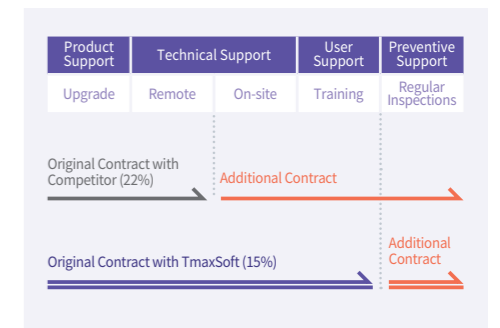 Product Support
Technical Support
User Support
Preventive Support
Upgrade
Remote
On-site
Training
Regular Inspections
Original Contract with
Competitor (22%)
Additional Contract
Original Contract with TmaxSoft (15%)
Additional
Contract